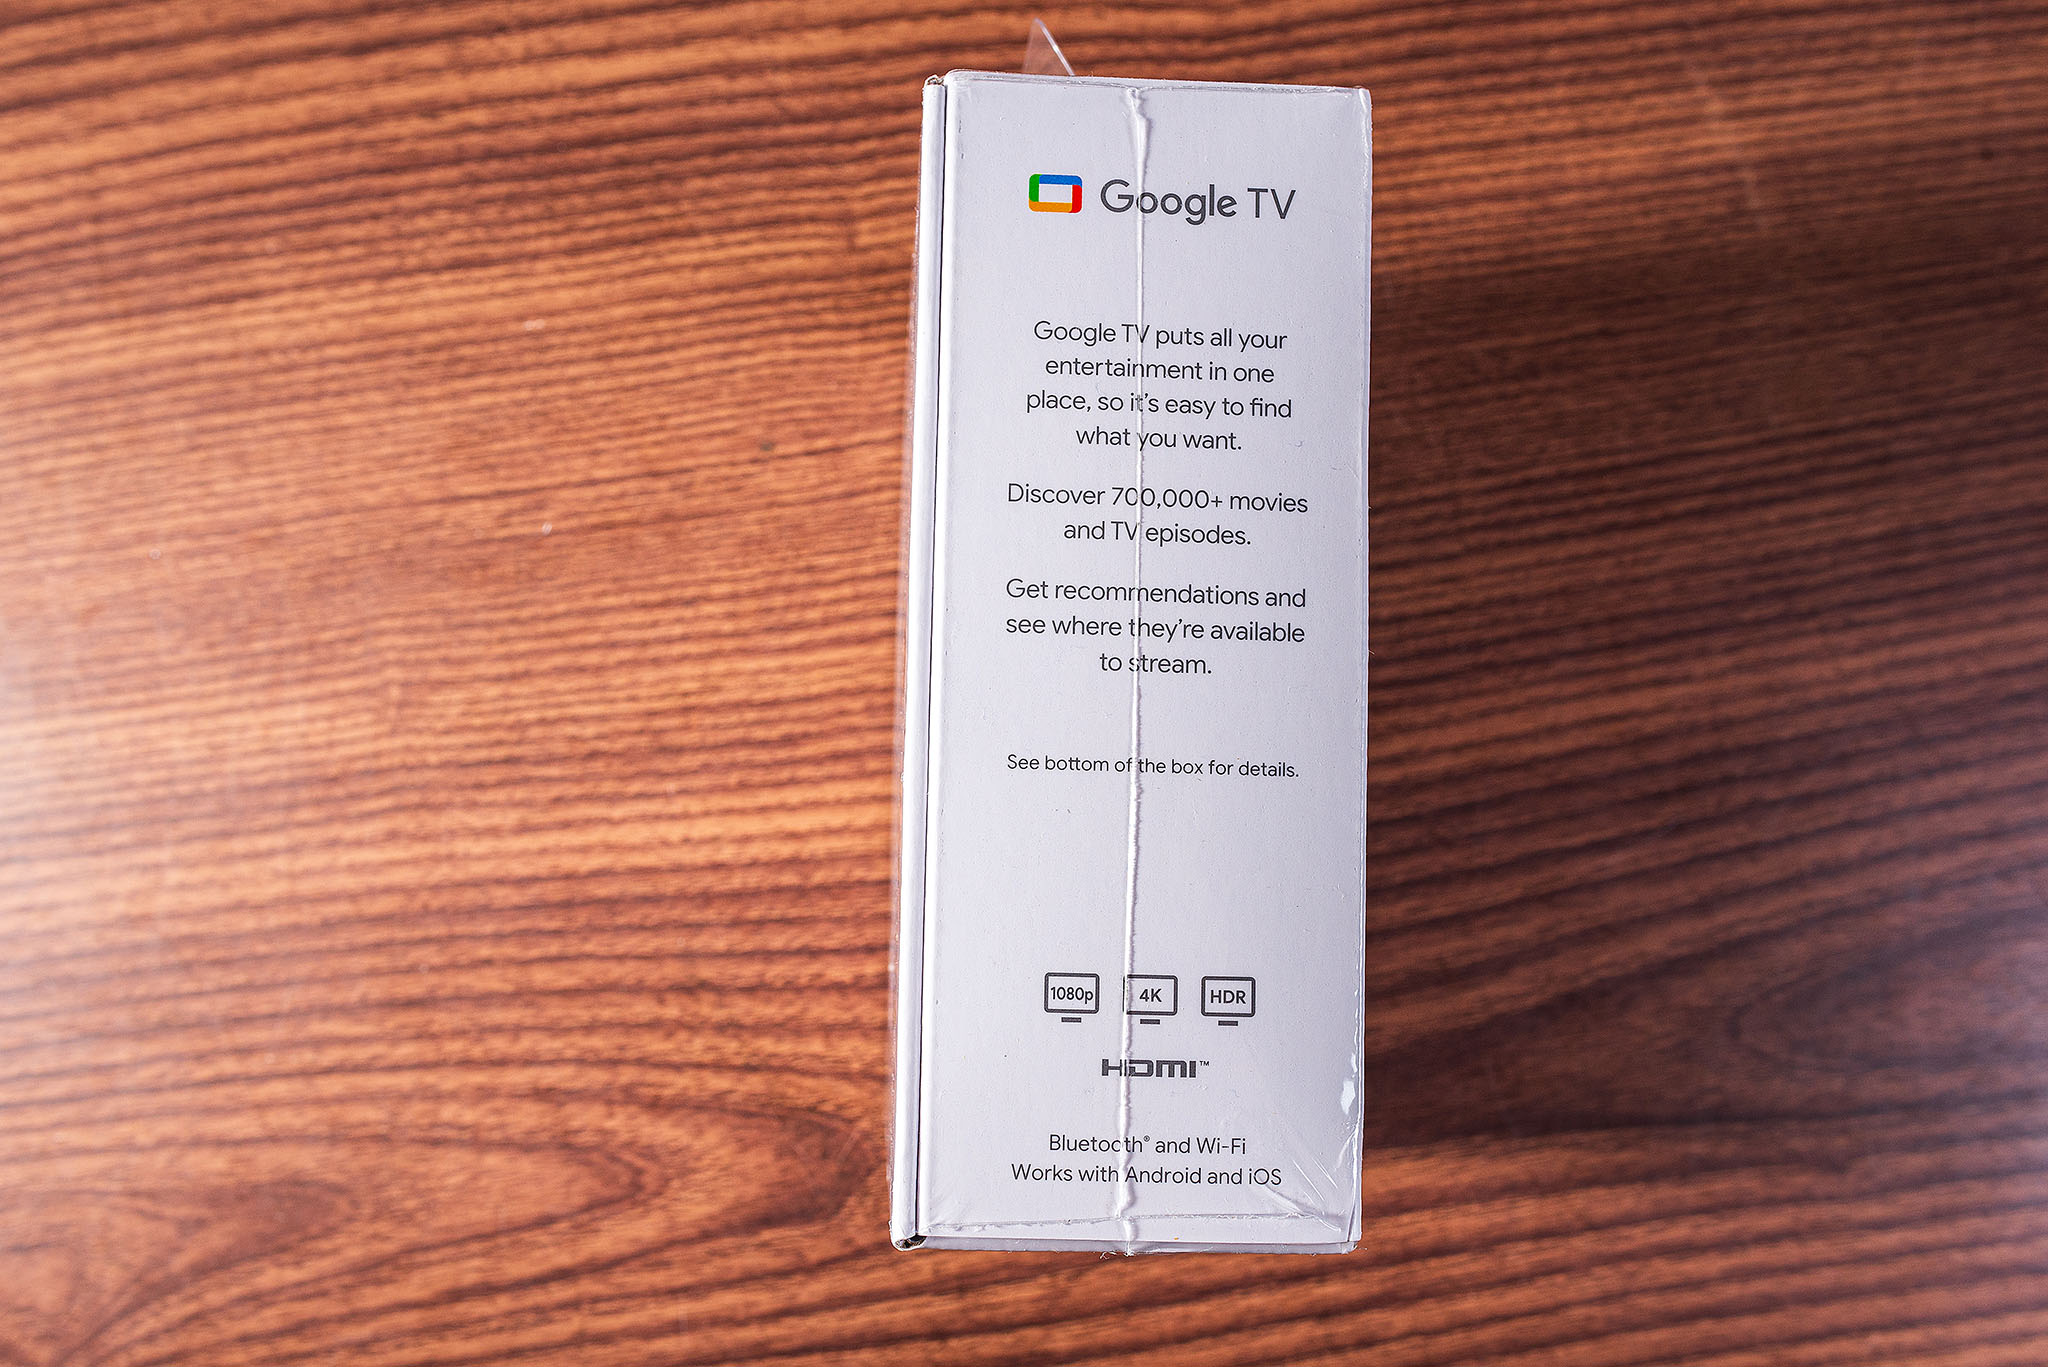 Google TV
Google TV puts all your
entertainment in one
place, so it's easy to find
what you want.
Discover 700,000+ movies
and TV episodes.
Get recommendations and
see where they're available
to stream.
See bottom of the box for details.
1080p 4K HDR
HDMI™
Bluetooth® and Wi-Fi
Works with Android and iOS